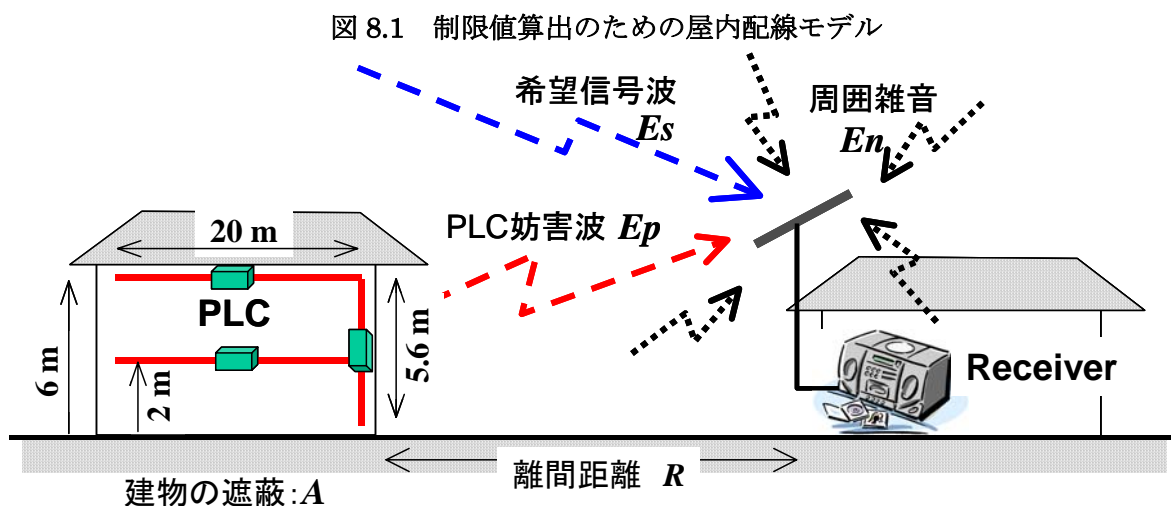 図 8.1 制限値算出のための屋内配線モデル
希望信号波
Es
周囲雑音
En
PLC妨害波 Ep
20 m
PLC
6 m
2 m
5.6 m
Receiver
離間距離 R
建物の遮蔽:A